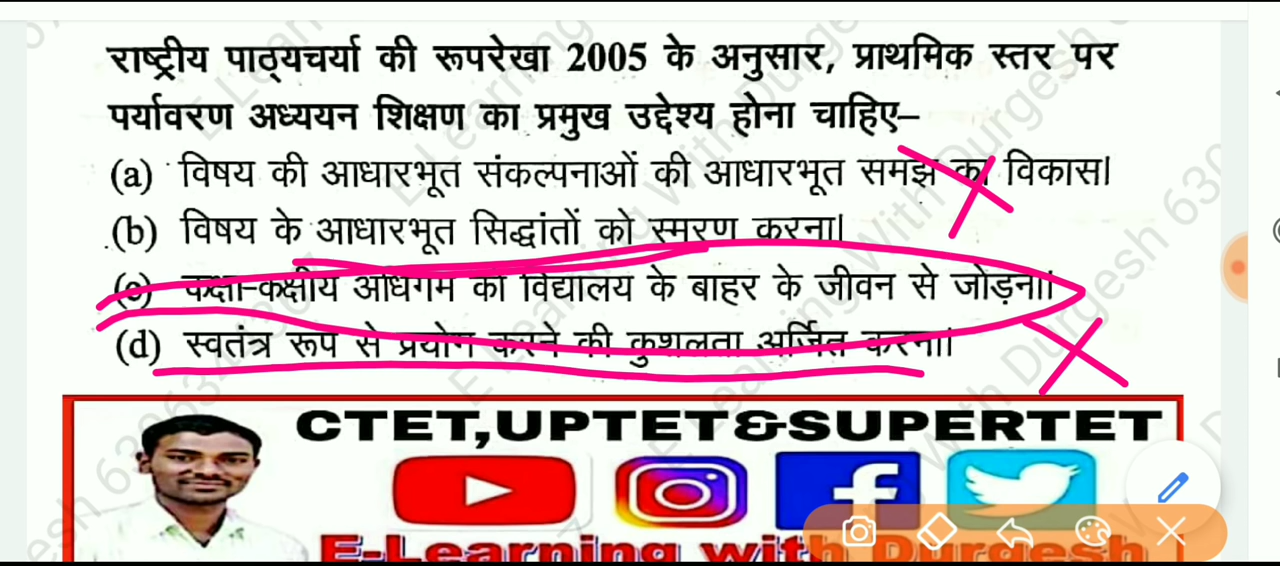 राष्ट्रीय पाठ्यचर्या की रूपरेखा 2005 के अनुसार, प्राथमिक स्तर पर
पर्यावरण अध्ययन शिक्षण का प्रमुख उद्देश्य होना चाहिए–
(a) विषय की आधारभूत संकल्पनाओं की आधारभूत समझ का विकास।
(b) विषय के आधारभूत सिद्धांतों को स्मरण करना।
(c) कक्षा-कक्षीय अधिगम को विद्यालय के बाहर के जीवन से जोड़ना।
(d) स्वतंत्र रूप से प्रयोग करने की कुशलता अर्जित करना।
CTET,UPTET&SUPERTET
E-Learning with Durgesh